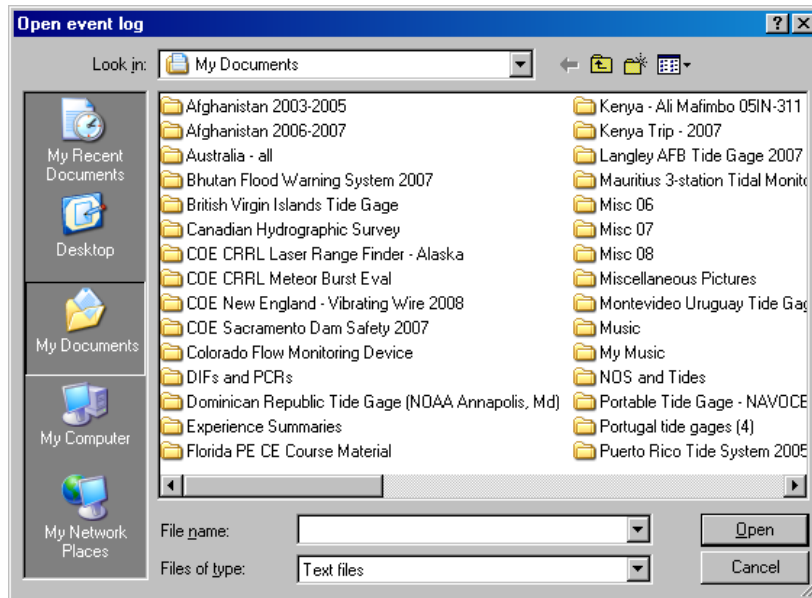 Open event log
Look in:
My Documents
My Recent
Documents
Desktop
My Documents
My Computer
My Network
Places
Afghanistan 2003-2005
Afghanistan 2006-2007
Australia - all
Bhutan Flood Warning System 2007
British Virgin Islands Tide Gage
Canadian Hydrographic Survey
COE CRRL Laser Range Finder - Alaska
COE CRRL Meteor Burst Eval
COE New England - Vibrating Wire 2008
COE Sacramento Dam Safety 2007
Colorado Flow Monitoring Device
DIFs and PCRs
Dominican Republic Tide Gage (NOAA Annapolis, Md)
Experience Summaries
Florida PE CE Course Material
Kenya - Ali Mafimbo 05IN-311
Kenya Trip - 2007
Langley AFB Tide Gage 2007
Mauritius 3-station Tidal Monito
Misc 06
Misc 07
Misc 08
Miscellaneous Pictures
Montevideo Uruguay Tide Gag
Music
My Music
NOS and Tides
Portable Tide Gage - NAVOCE
Portugal tide gages (4)
Puerto Rico Tide System 2005
File name:
Open
Files of type:
Text files
Cancel